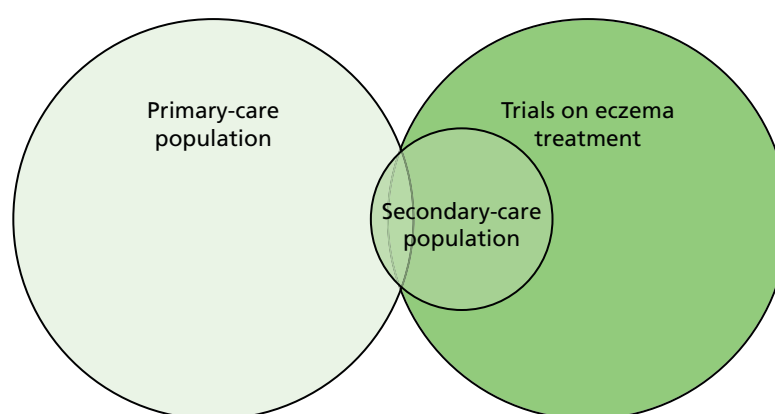 Primary-care
population
Trials on eczema
treatment
Secondary-care
population